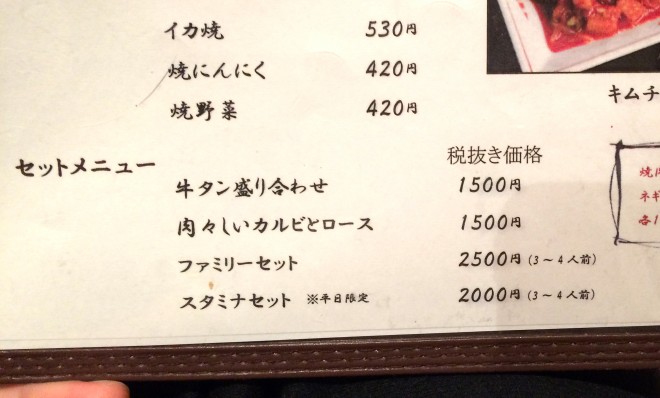 イカ焼 530円
焼にんにく 420円
焼野菜 420円
キムチ
セットメニュー 税抜き価格
牛タン盛り合わせ 1500円
肉々しいカルビとロース 1500円
ファミリーセット 2500円(3~4人前)
スタミナセット ※平日限定 2000円(3~4人前)
焼
ネギ
各1